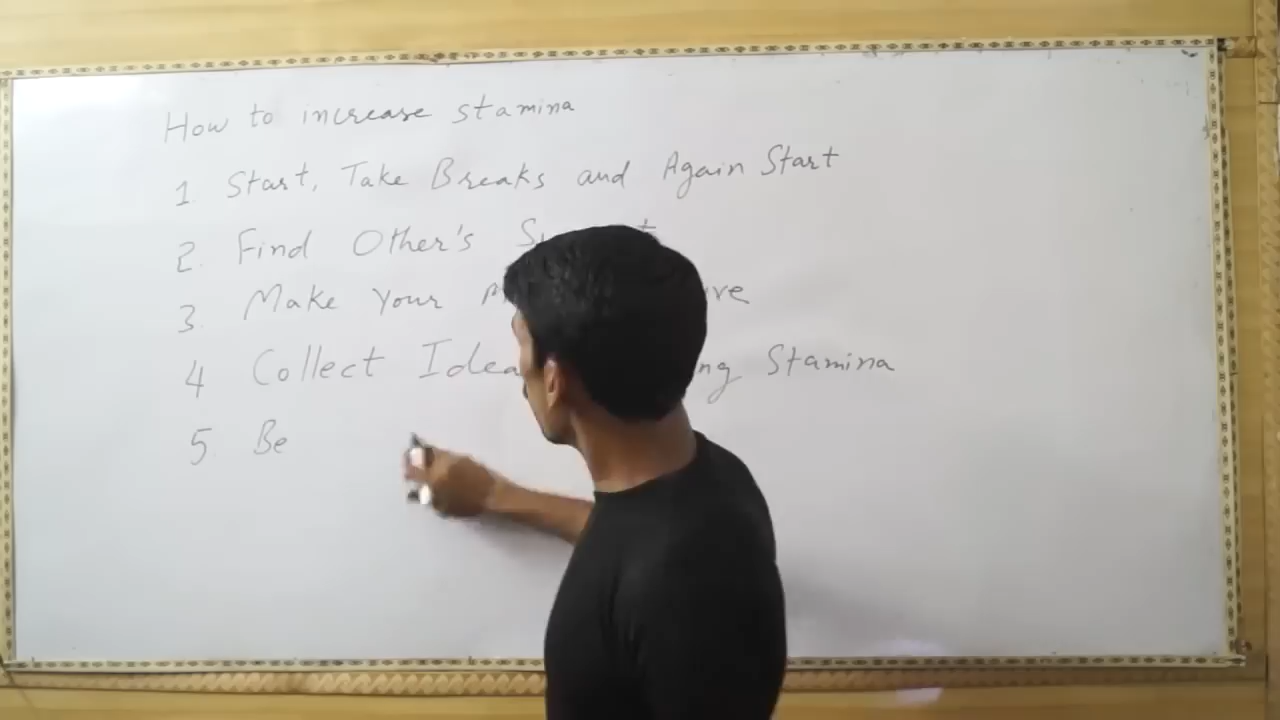 How to increase stamina
1. Start, Take Breaks and Again Start
2. Find Other's
3. Make Your
4 Collect Stamina
5. Be